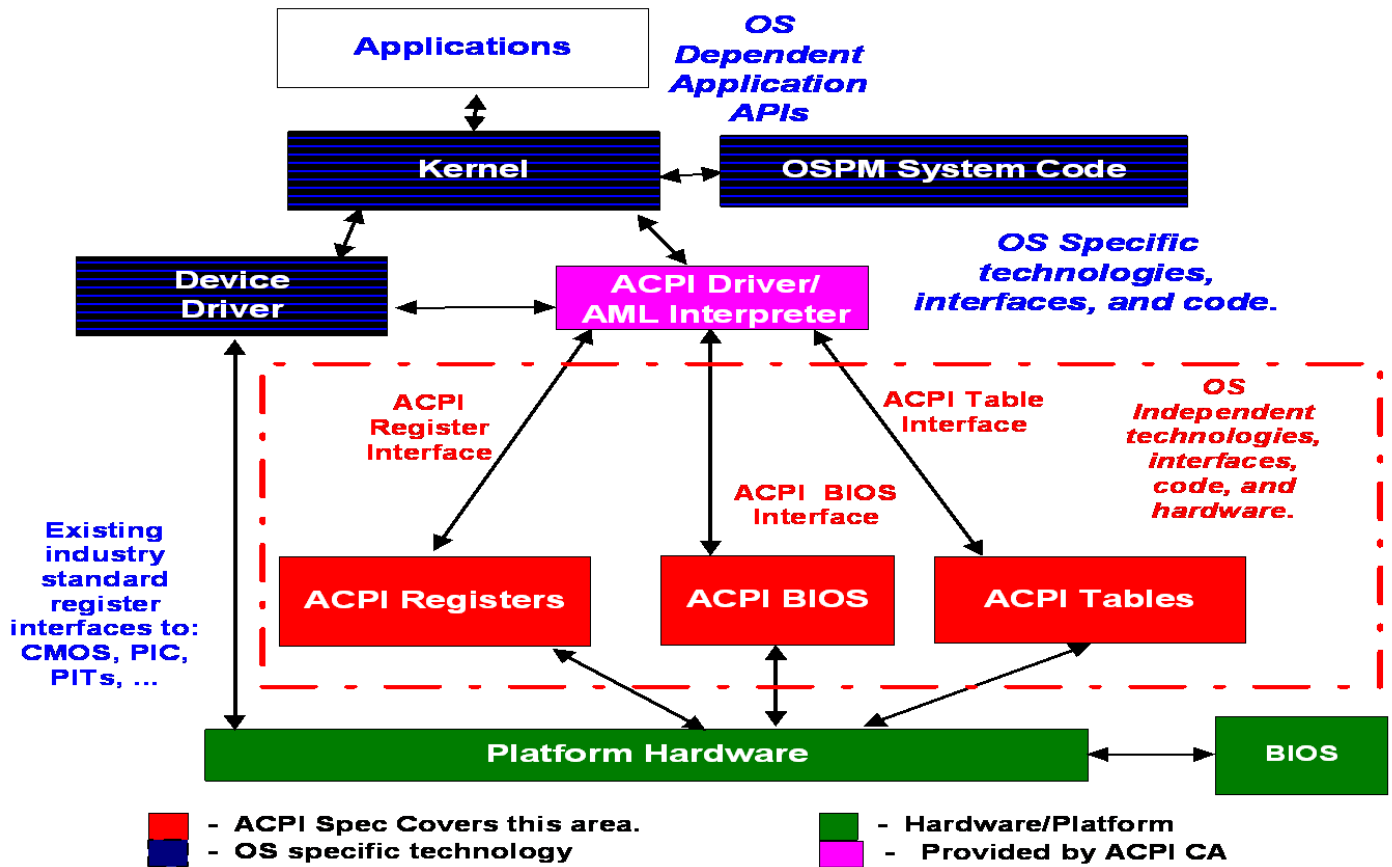 Applications
OS
Dependent
Application
APIs
Kernel
OSPM System Code
OS Specific
technologies,
interfaces, and code.
Device
Driver
ACPI Driver/
AML Interpreter
ACPI
Register
Interface
ACPI Table
Interface
OS
Independent
technologies,
interfaces,
code, and
hardware.
ACPI BIOS
Interface
Existing
industry
standard
register
interfaces to:
CMOS, PIC,
PITs, ...
ACPI Registers
ACPI BIOS
ACPI Tables
Platform Hardware
BIOS
- ACPI Spec Covers this area.
- OS specific technology
- Hardware/Platform
- Provided by ACPI CA